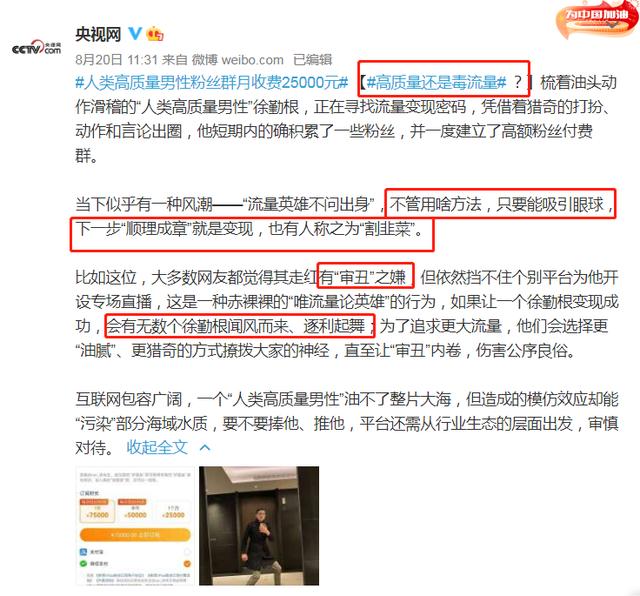 为中国加油
央视网
CCTV.com 央视网
8月20日 11:31 来自 微博 weibo.com 已编辑
#人类高质量男性粉丝群月收费25000元# 【#高质量还是毒流量# ？】梳着油头动
作滑稽的“人类高质量男性”徐勤根，正在寻找流量变现密码，凭借着猎奇的打扮、
动作和言论出圈，他短期内的确积累了一些粉丝，并一度建立了高额粉丝付费
群。
当下似乎有一种风潮——“流量英雄不问出身”，不管用啥方法，只要能吸引眼球，
下一步“顺理成章”就是变现，也有人称之为“割韭菜”。
比如这位，大多数网友都觉得其走红有“审丑”之嫌，但依然挡不住个别平台为他开
设专场直播，这是一种赤裸裸的“唯流量论英雄”的行为，如果让一个徐勤根变现成
功，会有无数个徐勤根闻风而来、逐利起舞；为了追求更大流量，他们会选择更
“油腻”、更猎奇的方式撩拨大家的神经，直至让“审丑”内卷，伤害公序良俗。
互联网包容广阔，一个“人类高质量男性”油不了整片大海，但造成的模仿效应却能
“污染”部分海域水质，要不要捧他、推他，平台还需从行业生态的层面出发，审慎
对待。 收起全文
¥75000
¥50000
¥25000